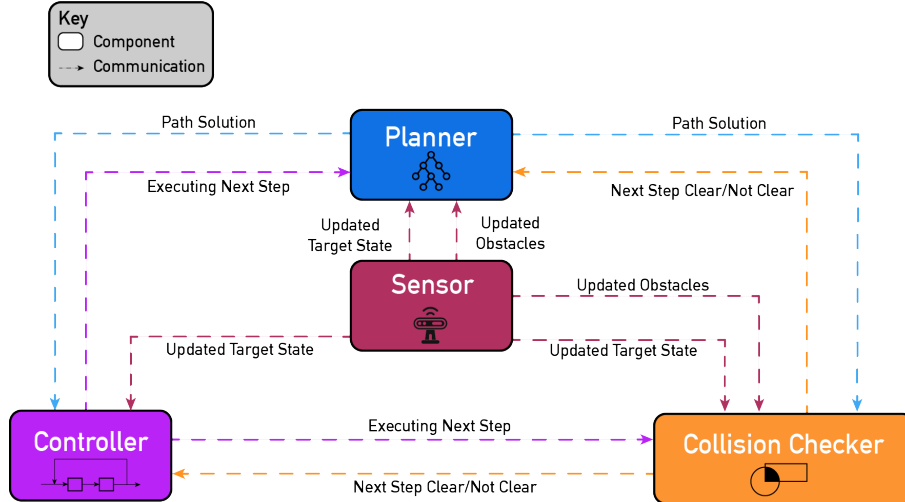 Key
Component
Communication
Path Solution
Planner
Path Solution
Executing Next Step
Next Step Clear/Not Clear
Updated
Target State
Updated
Obstacles
Sensor
Updated Obstacles
Updated Target State
Updated Target State
Controller
Executing Next Step
Collision Checker
Next Step Clear/Not Clear